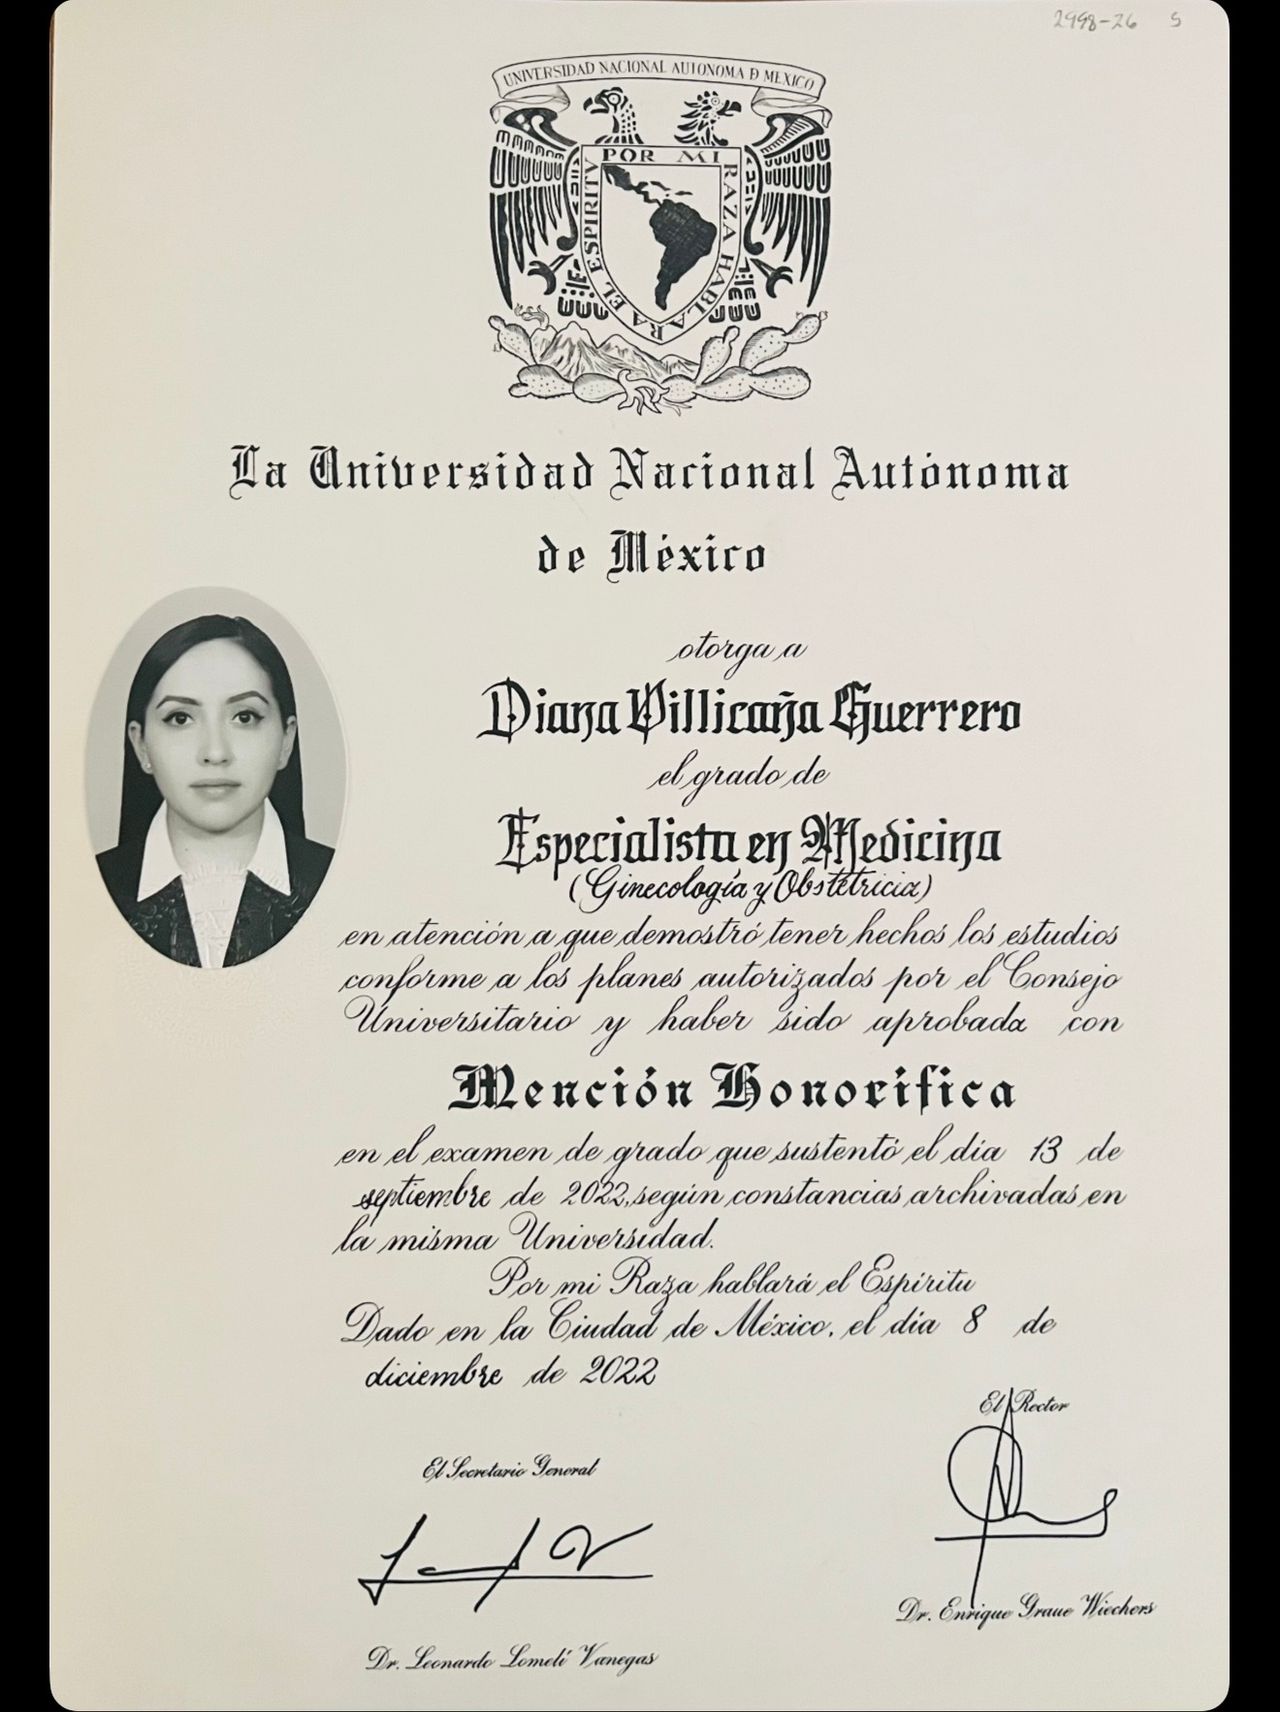 2998-26 5
UNIVERSIDAD NACIONAL AUTONOMA D MEXICO
POR MI RAZA HABLARA EL ESPIRITV
La Universidad Nacional Autónoma
de México
otorga a
Diana Villicaña Guerrero
el grado de
Especialista en Medicina
(Ginecología y Obstetricia)
en atención a que demostró tener hechos los estudios
conforme a los planes autorizados por el Consejo
Universitario y haber sido aprobada con
Mención Honorífica
en el examen de grado que sustentó el día 13 de
septiembre de 2022, según constancias archivadas en
la misma Universidad.
Por mi Raza hablará el Espíritu
Dado en la Ciudad de México, el día 8 de
diciembre de 2022
El Rector
El Secretario General
Dr. Enrique Graue Wiechers
Dr. Leonardo Lomelí Vanegas